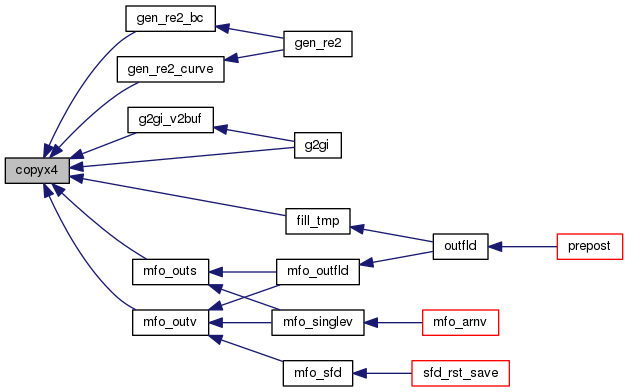 gen_re2_bc
gen_re2
gen_re2_curve
g2gi_v2buf
g2gi
copyx4
fill_tmp
outfld
prepost
mfo_outs
mfo_outfld
mfo_outv
mfo_singlev
mfo_arnv
mfo_sfd
sfd_rst_save